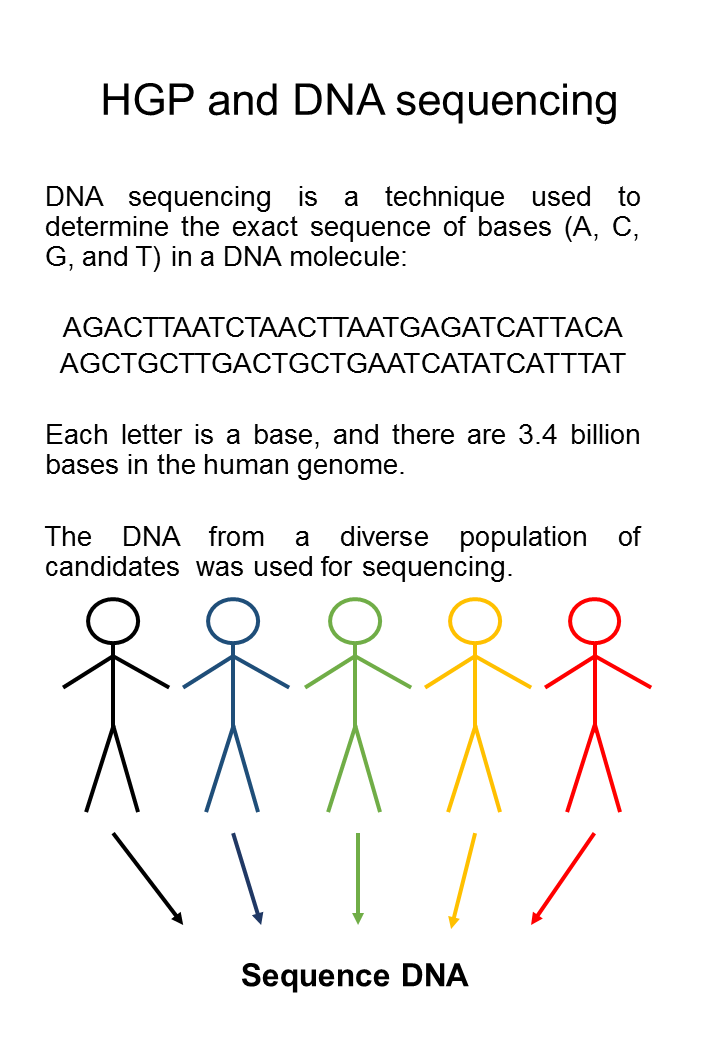 HGP and DNA sequencing
DNA sequencing is a technique used to
determine the exact sequence of bases (A, C,
G, and T) in a DNA molecule:
AGACTTAATCTAACTTAATGAGATCATTACA
AGCTGCTTGACTGCTGAATCATATCATTTAT
Each letter is a base, and there are 3.4 billion
bases in the human genome.
The DNA from a diverse population of
candidates was used for sequencing.
Sequence DNA